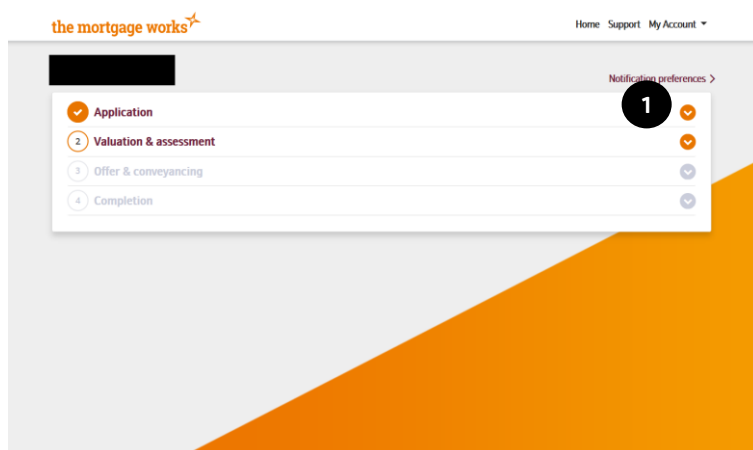 the mortgage works
Home Support My Account
Notification preferences >
1
Application
2 Valuation & assessment
3 Offer & conveyancing
4 Completion